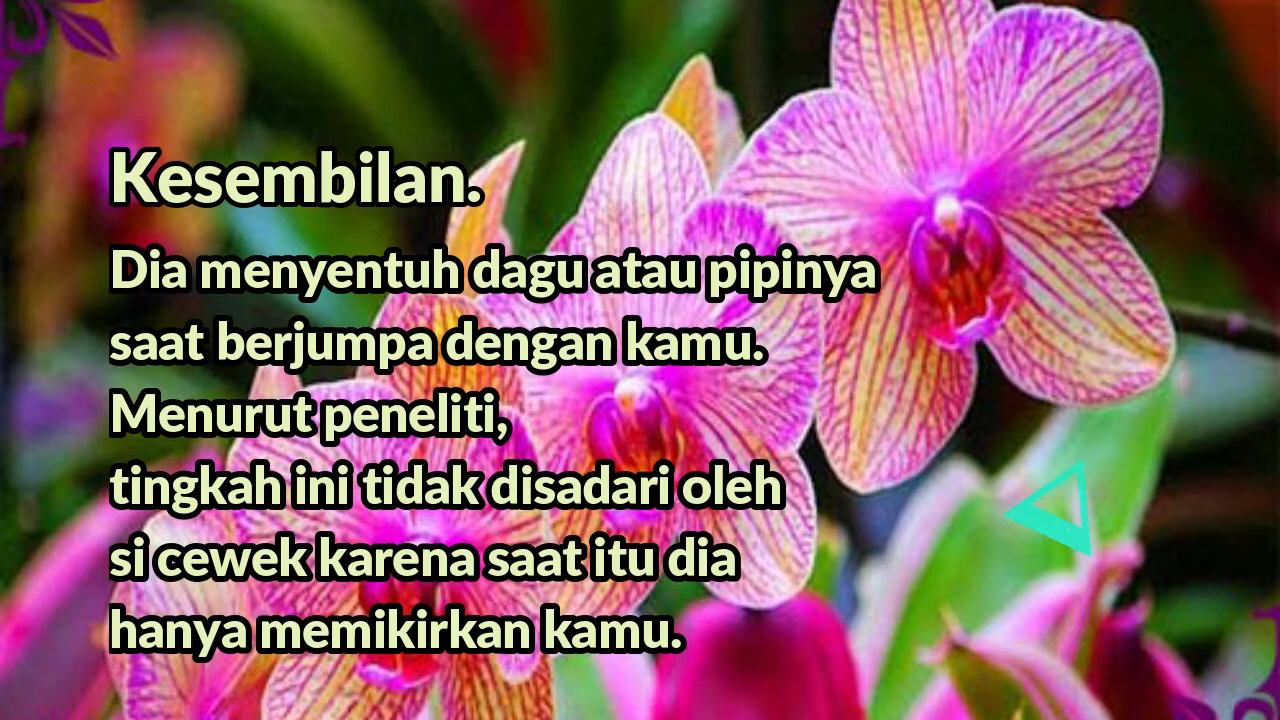 Kesembilan.
Dia menyentuh dagu atau pipinya
saat berjumpa dengan kamu.
Menurut peneliti,
tingkah ini tidak disadari oleh
si cewek karena saat itu dia
hanya memikirkan kamu.